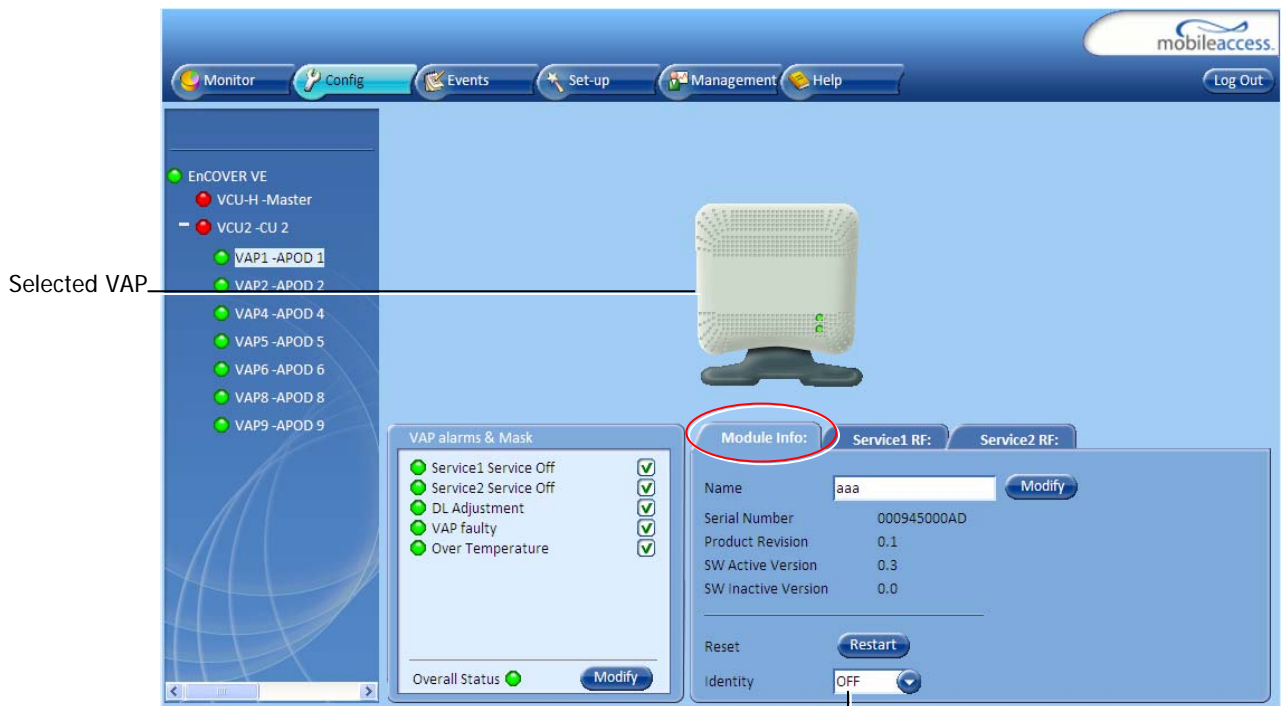 mobileaccess.
Monitor
Config
Events
Set-up
Management
Help
Log Out
EnCOVER VE
VCU-H -Master
VCU2 -CU 2
VAP1 -APOD 1
Selected VAP
VAP2 -APOD 2
VAP4 -APOD 4
VAP5 -APOD 5
VAP6 -APOD 6
VAP8 -APOD 8
VAP9 -APOD 9
VAP alarms & Mask
Service1 Service Off
Service2 Service Off
DL Adjustment
VAP faulty
Over Temperature
Overall Status
Modify
Module Info:
Service1 RF:
Service2 RF:
Name aaa Modify
Serial Number 000945000AD
Product Revision 0.1
SW Active Version 0.3
SW Inactive Version 0.0
Reset Restart
Identity OFF